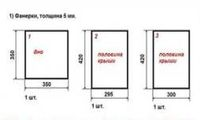 1) Фанерки, толщина 5 мм.
1
2
3
дно
половина
крыши
половина
крыши
350
420
420
350
295
300
1 шт.
1 шт.
1 шт.